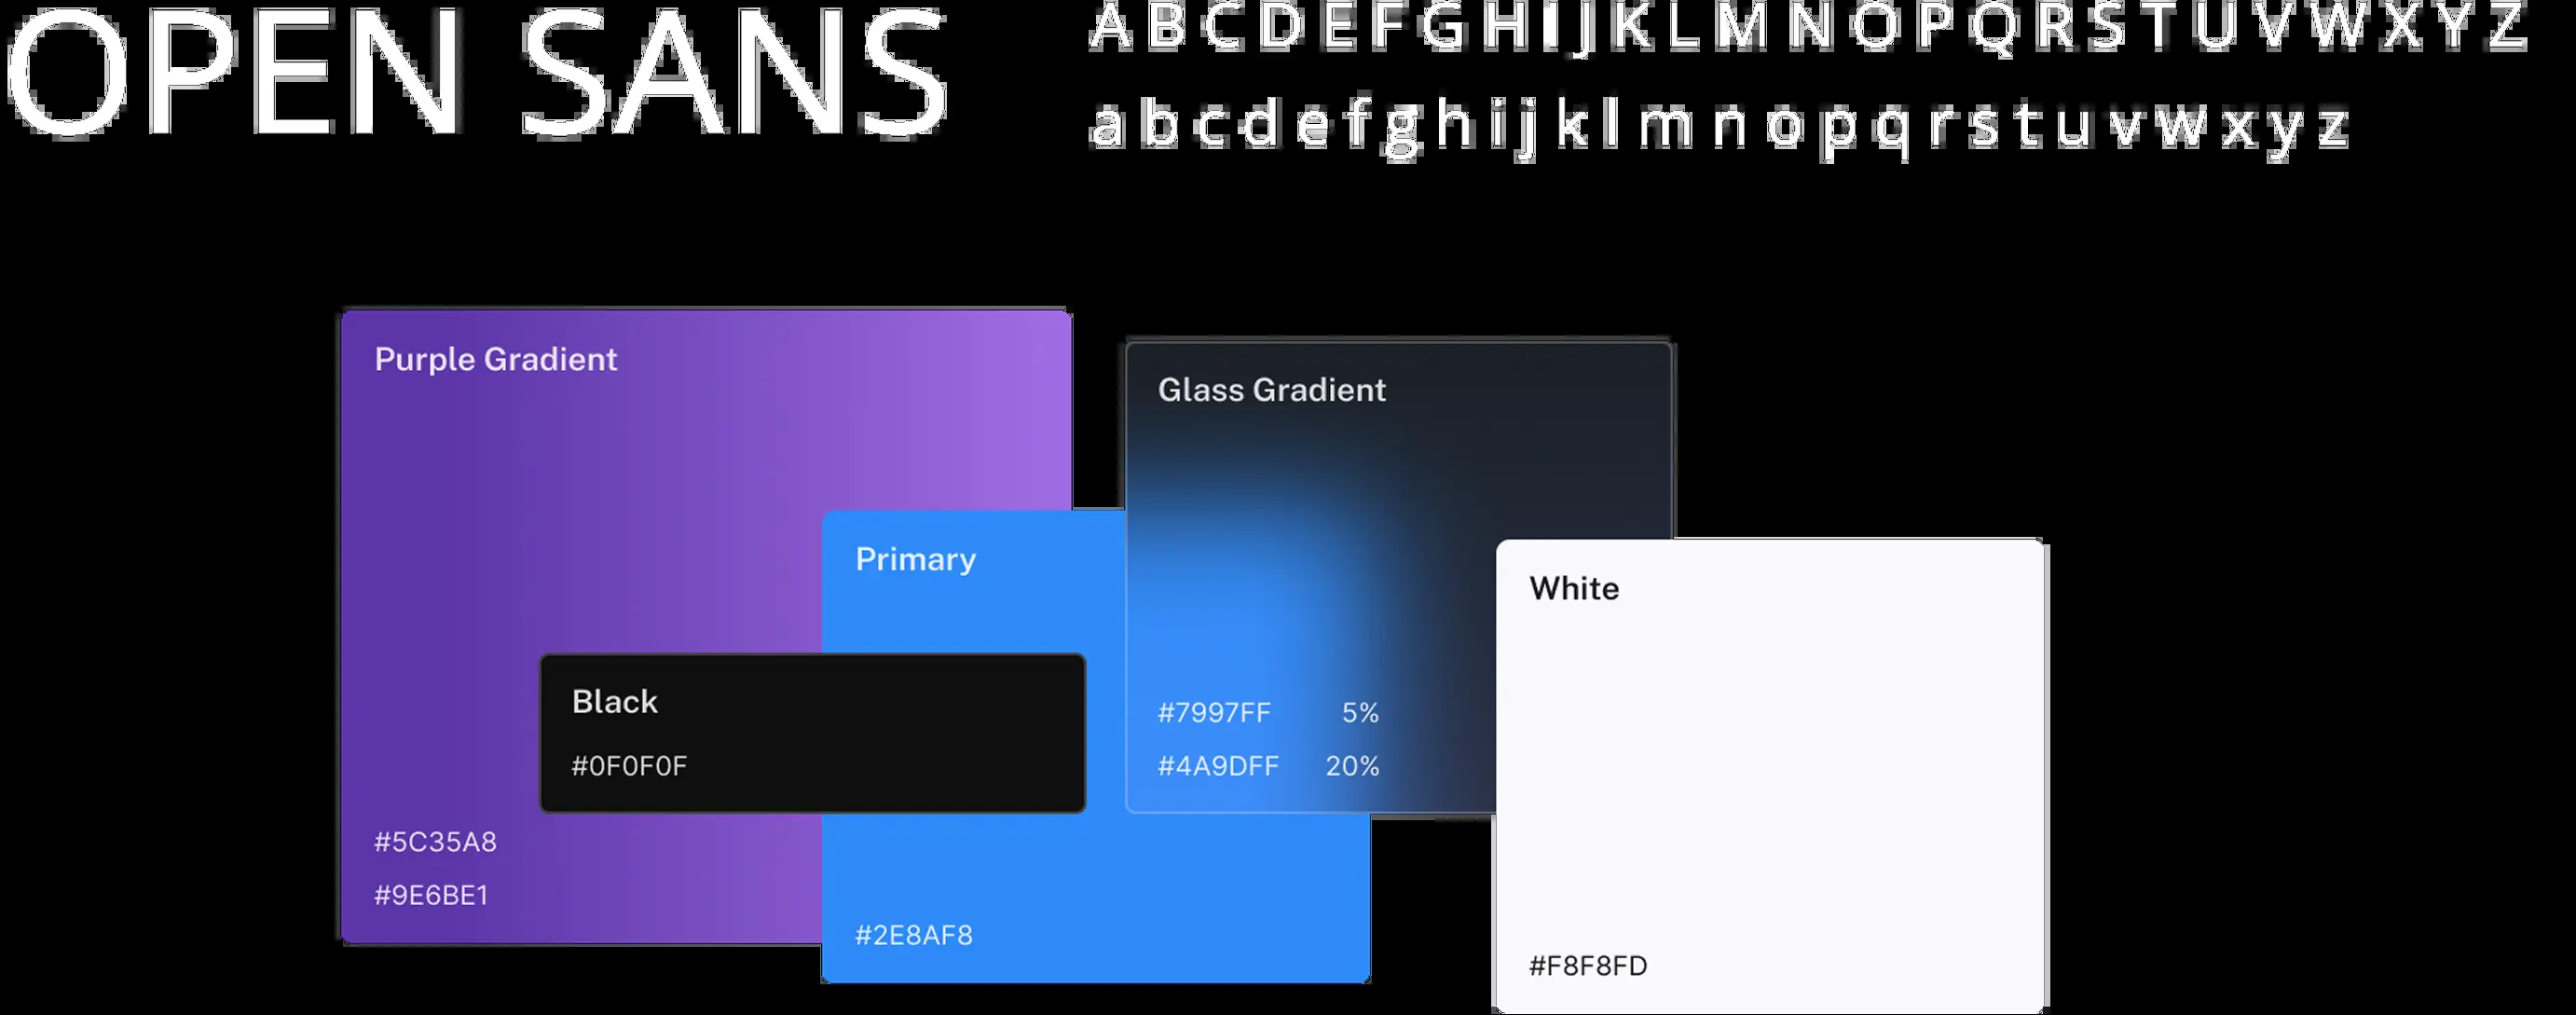 OPEN SANS
A B C D E F G H I J K L M N O P Q R S T U V W X Y Z
a b c d e f g h i j k l m n o p q r s t u v w x y z
Purple Gradient
#5C35A8
#9E6BE1
Primary
#2E8AF8
Black
#0F0F0F
Glass Gradient
#7997FF 5%
#4A9DFF 20%
White
#F8F8FD